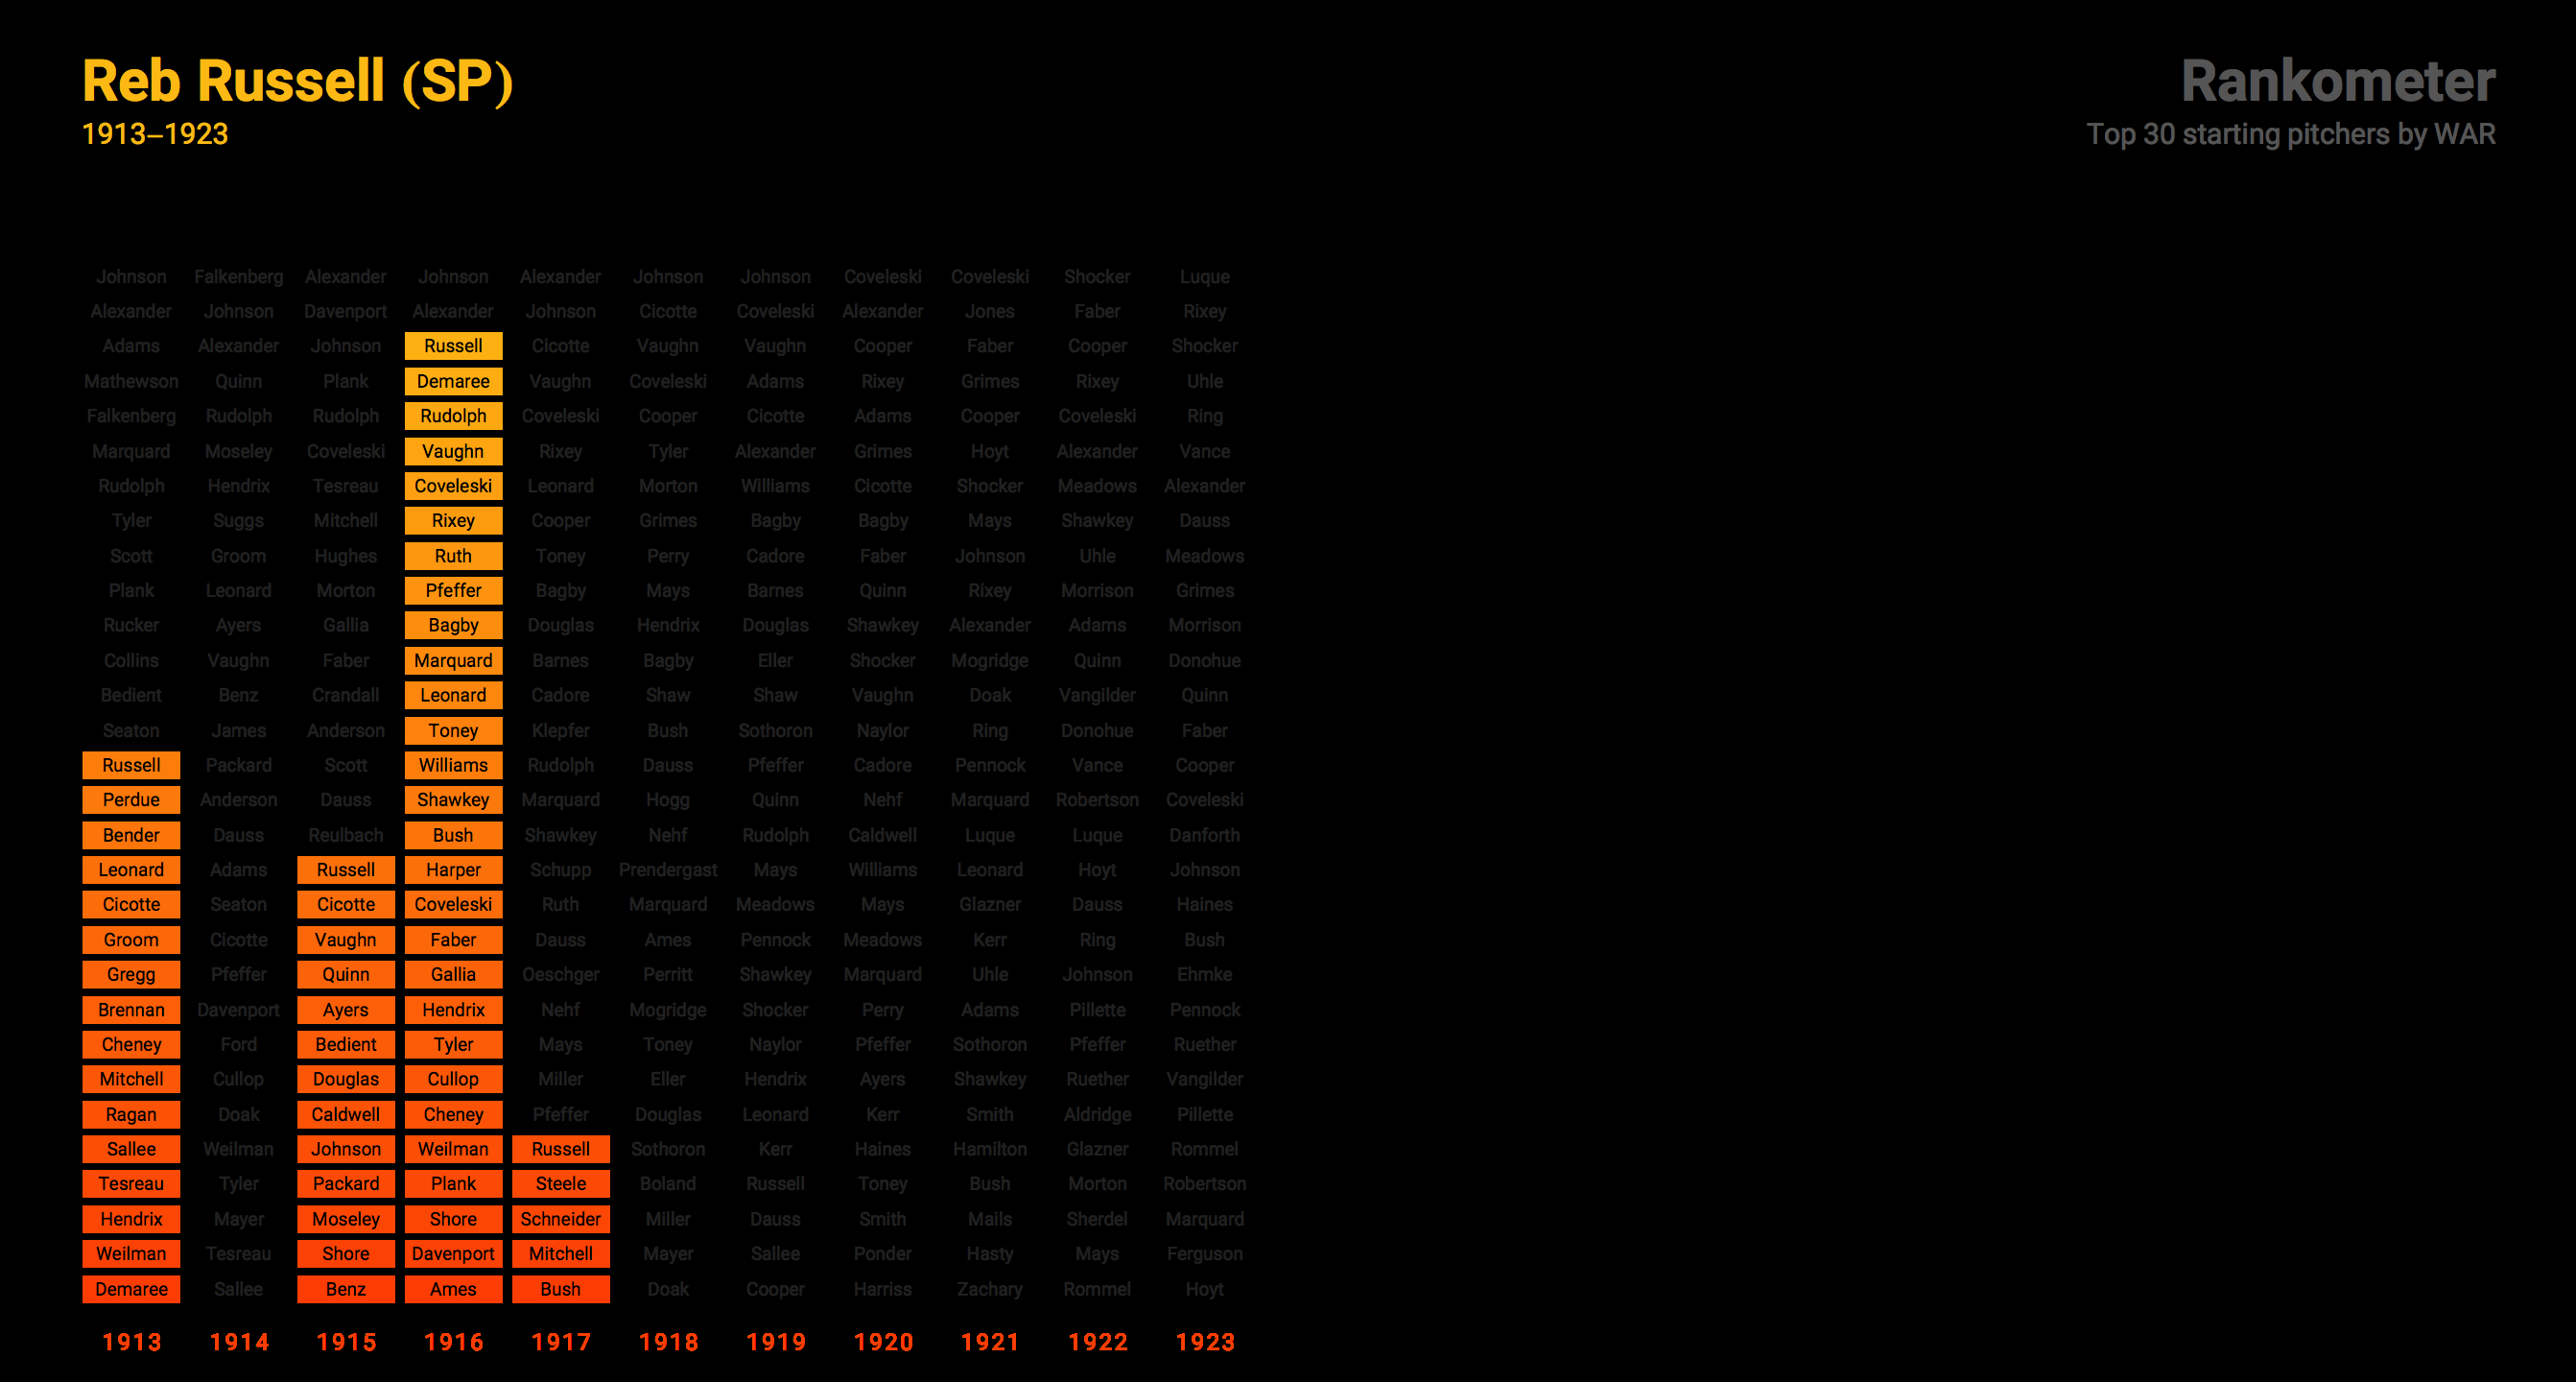 Reb Russell (SP)
1913–1923
Rankometer
Top 30 starting pitchers by WAR
Johnson Falkenberg Alexander Johnson Alexander Johnson Johnson Coveleski Coveleski Shocker Luque
Alexander Johnson Davenport Alexander Johnson Cicotte Coveleski Alexander Jones Faber Rixey
Adams Alexander Johnson Russell Cicotte Vaughn Vaughn Cooper Faber Cooper Shocker
Mathewson Quinn Plank Demaree Vaughn Coveleski Adams Rixey Grimes Rixey Uhle
Falkenberg Rudolph Rudolph Rudolph Coveleski Cooper Cicotte Adams Cooper Coveleski Ring
Marquard Moseley Coveleski Vaughn Rixey Tyler Alexander Grimes Hoyt Alexander Vance
Rudolph Hendrix Tesreau Coveleski Leonard Morton Williams Cicotte Shocker Meadows Alexander
Tyler Suggs Mitchell Rixey Cooper Grimes Bagby Bagby Mays Shawkey Dauss
Scott Groom Hughes Ruth Toney Perry Cadore Faber Johnson Uhle Meadows
Plank Leonard Morton Pfeffer Bagby Mays Barnes Quinn Rixey Morrison Grimes
Rucker Ayers Gallia Bagby Douglas Hendrix Douglas Shawkey Alexander Adams Morrison
Collins Vaughn Faber Marquard Barnes Bagby Eller Shocker Mogridge Quinn Donohue
Bedient Benz Crandall Leonard Cadore Shaw Shaw Vaughn Doak Vangilder Quinn
Seaton James Anderson Toney Klepfer Bush Sothoron Naylor Ring Donohue Faber
Russell Packard Scott Williams Rudolph Dauss Pfeffer Cadore Pennock Vance Cooper
Perdue Anderson Dauss Shawkey Marquard Hogg Quinn Nehf Marquard Robertson Coveleski
Bender Dauss Reulbach Bush Shawkey Nehf Rudolph Caldwell Luque Luque Danforth
Leonard Adams Russell Harper Schupp Prendergast Mays Williams Leonard Hoyt Johnson
Cicotte Seaton Cicotte Coveleski Ruth Marquard Meadows Mays Glazner Dauss Haines
Groom Cicotte Vaughn Faber Dauss Ames Pennock Meadows Kerr Ring Bush
Gregg Pfeffer Quinn Gallia Oeschger Perritt Shawkey Marquard Uhle Johnson Ehmke
Brennan Davenport Ayers Hendrix Nehf Mogridge Shocker Perry Adams Pillette Pennock
Cheney Ford Bedient Tyler Mays Toney Naylor Pfeffer Sothoron Pfeffer Ruether
Mitchell Cullop Douglas Cullop Miller Eller Hendrix Ayers Shawkey Ruether Vangilder
Ragan Doak Caldwell Cheney Pfeffer Douglas Leonard Kerr Smith Aldridge Pillette
Sallee Weilman Johnson Weilman Russell Sothoron Kerr Haines Hamilton Glazner Rommel
Tesreau Tyler Packard Plank Steele Boland Russell Toney Bush Morton Robertson
Hendrix Mayer Moseley Shore Schneider Miller Dauss Smith Mails Sherdel Marquard
Weilman Tesreau Shore Davenport Mitchell Mayer Sallee Ponder Hasty Mays Ferguson
Demaree Sallee Benz Ames Bush Doak Cooper Harriss Zachary Rommel Hoyt
1913 1914 1915 1916 1917 1918 1919 1920 1921 1922 1923